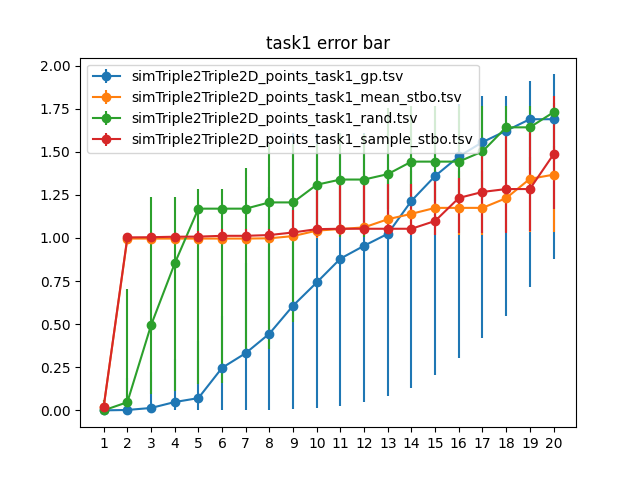 task1 error bar
simTriple2Triple2D_points_task1_gp.tsv
simTriple2Triple2D_points_task1_mean_stbo.tsv
simTriple2Triple2D_points_task1_rand.tsv
simTriple2Triple2D_points_task1_sample_stbo.tsv
2.00
1.75
1.50
1.25
1.00
0.75
0.50
0.25
0.00
1 2 3 4 5 6 7 8 9 10 11 12 13 14 15 16 17 18 19 20